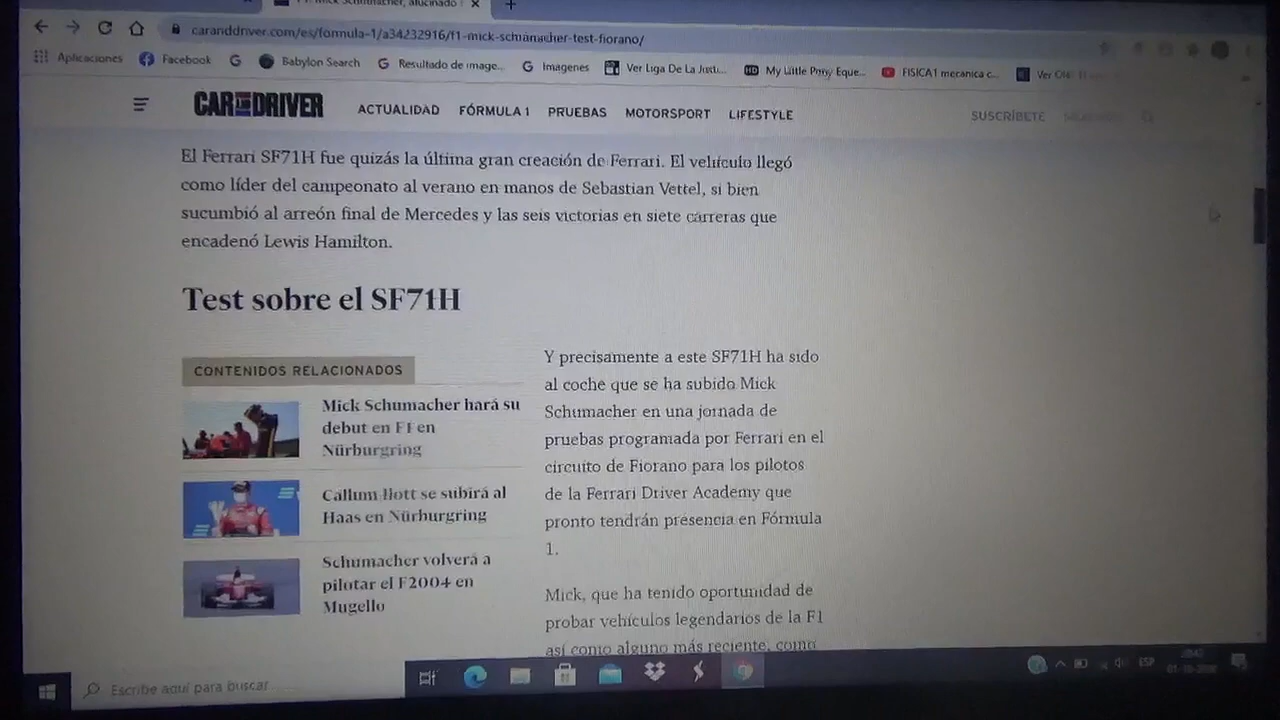 caranddriver.com/es/formula-1/a34232916/f1-mick-schumacher-test-fiorano/
Aplicaciones
Facebook
Babylon Search
Resultado de image...
Imagenes
Ver Liga De La Justi...
My Little Pony Eque...
FISICA1 mecanica c...
CAR DRIVER
ACTUALIDAD
FÓRMULA 1
PRUEBAS
MOTORSPORT
LIFESTYLE
SUSCRÍBETE
El Ferrari SF71H fue quizás la última gran creación de Ferrari. El vehículo llegó
como líder del campeonato al verano en manos de Sebastian Vettel, si bien
sucumbió al arreón final de Mercedes y las seis victorias en siete carreras que
encadenó Lewis Hamilton.
Test sobre el SF71H
CONTENIDOS RELACIONADOS
Mick Schumacher hará su
debut en F1 en
Nürburgring
Callum Ilott se subirá al
Haas en Nürburgring
Schumacher volverá a
pilotar el F2004 en
Mugello
Y precisamente a este SF71H ha sido
al coche que se ha subido Mick
Schumacher en una jornada de
pruebas programada por Ferrari en el
circuito de Fiorano para los pilotos
de la Ferrari Driver Academy que
pronto tendrán presencia en Fórmula
1.
Mick, que ha tenido oportunidad de
probar vehículos legendarios de la F1
así como alguno más reciente, como
Escribe aquí para buscar
ESP